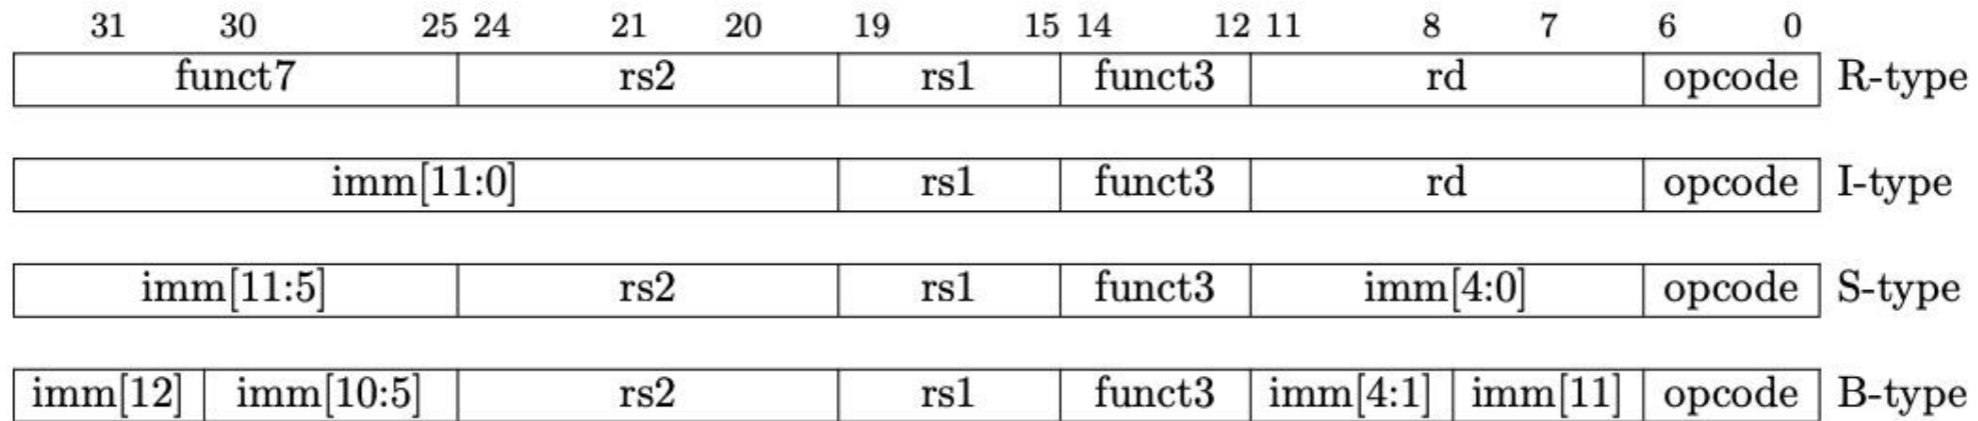 31 30 25 24 21 20 19 15 14 12 11 8 7 6 0
funct7 rs2 rs1 funct3 rd opcode R-type
imm[11:0] rs1 funct3 rd opcode I-type
imm[11:5] rs2 rs1 funct3 imm[4:0] opcode S-type
imm[12] imm[10:5] rs2 rs1 funct3 imm[4:1] imm[11] opcode B-type